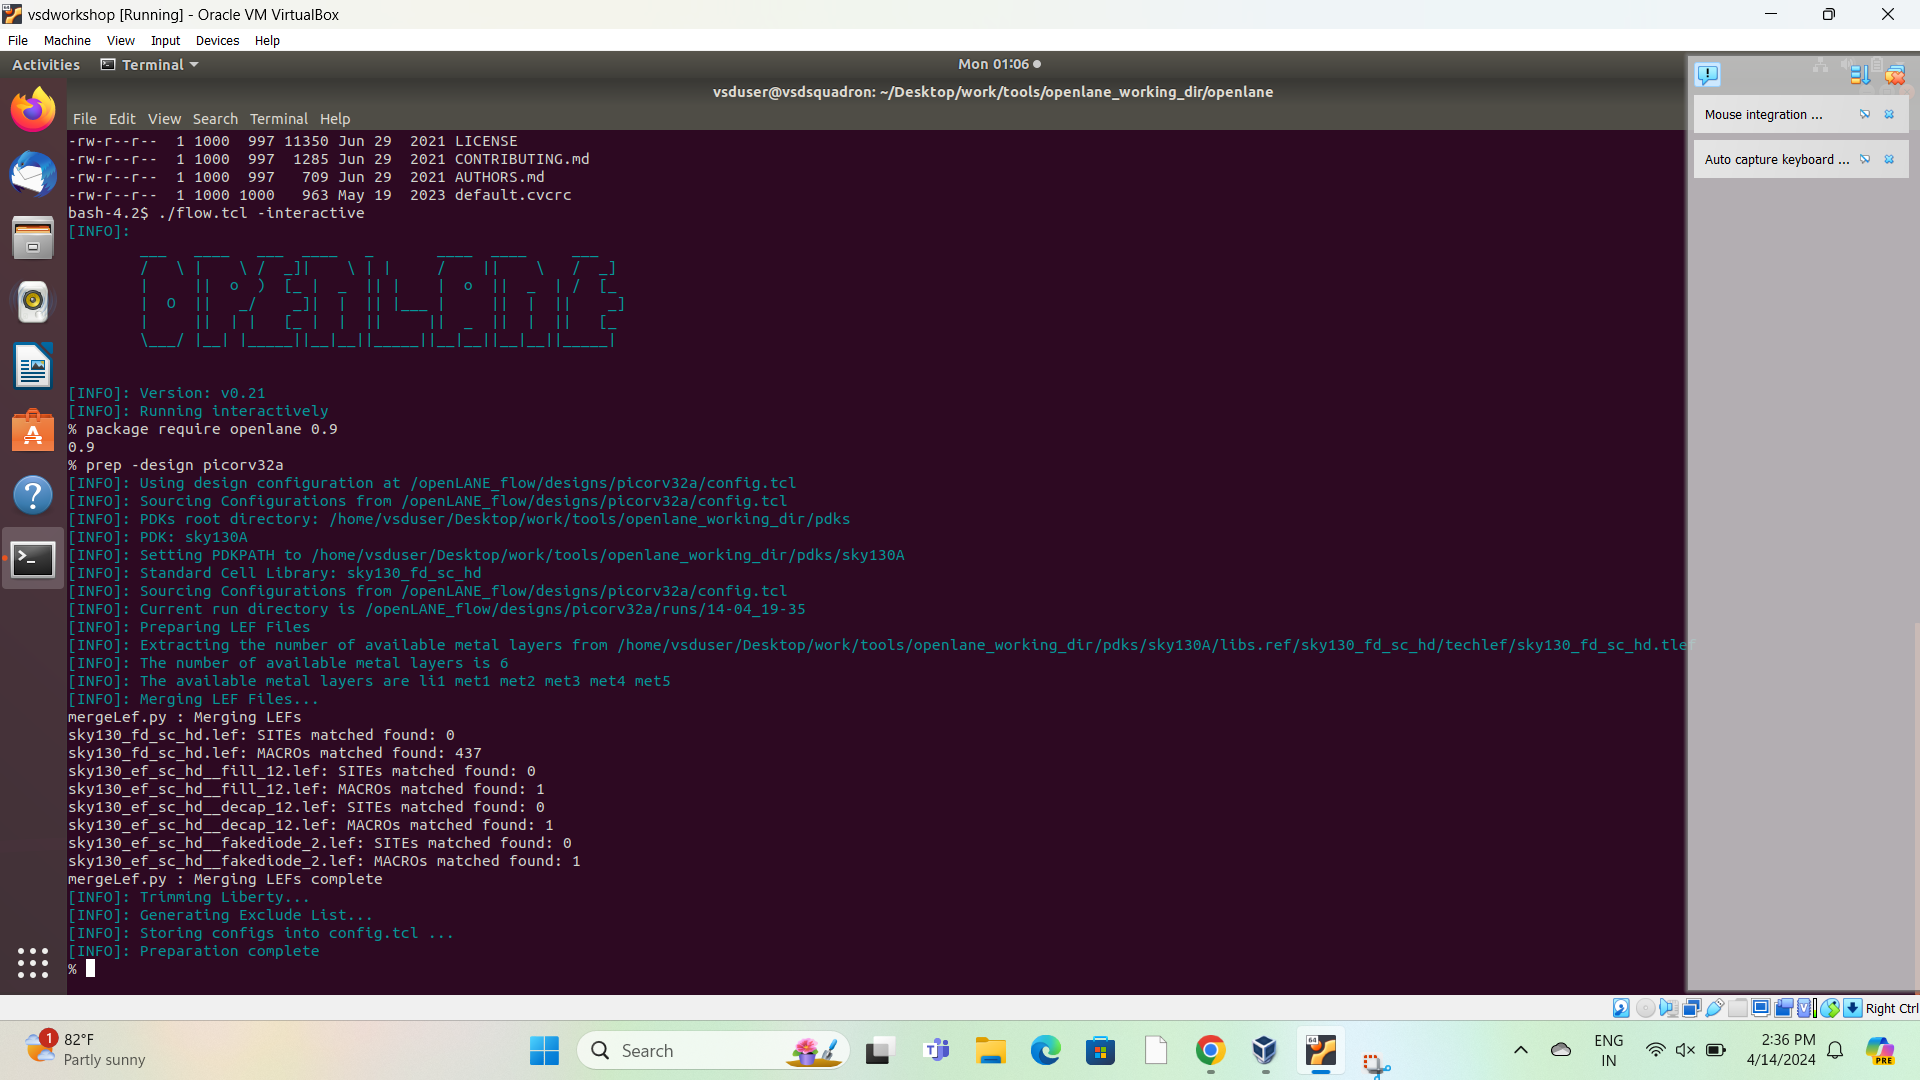 vsdworkshop [Running] - Oracle VM VirtualBox
File Machine View Input Devices Help
Activities Terminal Mon 01:06
vsduser@vsdsquadron: ~/Desktop/work/tools/openlane_working_dir/openlane
File Edit View Search Terminal Help
Mouse integration ...
Auto capture keyboard ...
-rw-r--r--  1 1000  997 11350 Jun 29  2021 LICENSE
-rw-r--r--  1 1000  997  1285 Jun 29  2021 CONTRIBUTING.md
-rw-r--r--  1 1000  997   709 Jun 29  2021 AUTHORS.md
-rw-r--r--  1 1000 1000   963 May 19  2023 default.cvcrc
bash-4.2$ ./flow.tcl -interactive
[INFO]:
OPENLANE
[INFO]: Version: v0.21
[INFO]: Running interactively
% package require openlane 0.9
0.9
% prep -design picorv32a
[INFO]: Using design configuration at /openLANE_flow/designs/picorv32a/config.tcl
[INFO]: Sourcing Configurations from /openLANE_flow/designs/picorv32a/config.tcl
[INFO]: PDKs root directory: /home/vsduser/Desktop/work/tools/openlane_working_dir/pdks
[INFO]: PDK: sky130A
[INFO]: Setting PDKPATH to /home/vsduser/Desktop/work/tools/openlane_working_dir/pdks/sky130A
[INFO]: Standard Cell Library: sky130_fd_sc_hd
[INFO]: Sourcing Configurations from /openLANE_flow/designs/picorv32a/config.tcl
[INFO]: Current run directory is /openLANE_flow/designs/picorv32a/runs/14-04_19-35
[INFO]: Preparing LEF Files
[INFO]: Extracting the number of available metal layers from /home/vsduser/Desktop/work/tools/openlane_working_dir/pdks/sky130A/libs.ref/sky130_fd_sc_hd/techlef/sky130_fd_sc_hd.tlef
[INFO]: The number of available metal layers is 6
[INFO]: The available metal layers are li1 met1 met2 met3 met4 met5
[INFO]: Merging LEF Files...
mergeLef.py : Merging LEFs
sky130_fd_sc_hd.lef: SITEs matched found: 0
sky130_fd_sc_hd.lef: MACROs matched found: 437
sky130_ef_sc_hd__fill_12.lef: SITEs matched found: 0
sky130_ef_sc_hd__fill_12.lef: MACROs matched found: 1
sky130_ef_sc_hd__decap_12.lef: SITEs matched found: 0
sky130_ef_sc_hd__decap_12.lef: MACROs matched found: 1
sky130_ef_sc_hd__fakediode_2.lef: SITEs matched found: 0
sky130_ef_sc_hd__fakediode_2.lef: MACROs matched found: 1
mergeLef.py : Merging LEFs complete
[INFO]: Trimming Liberty...
[INFO]: Generating Exclude List...
[INFO]: Storing configs into config.tcl ...
[INFO]: Preparation complete
%
Right Ctrl
1
82°F
Partly sunny
Search
64
PRE
ENG
IN
2:36 PM
4/14/2024